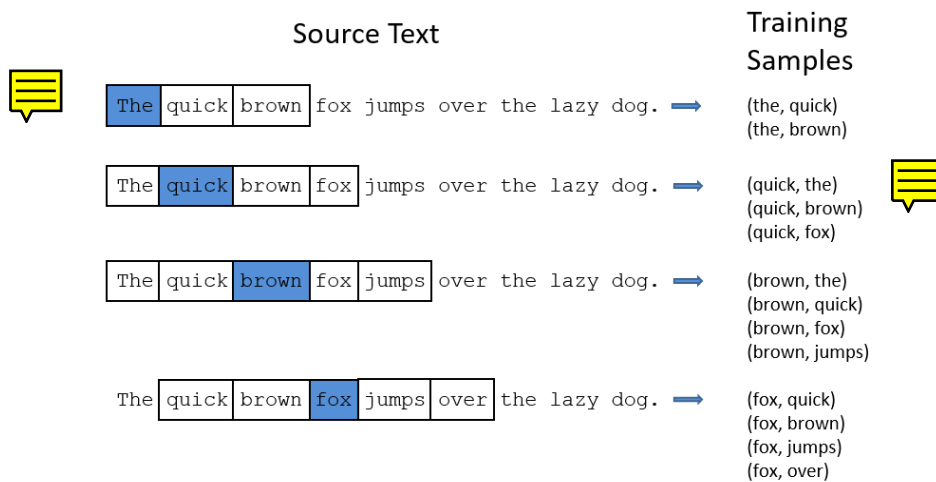 Source Text
Training
Samples
The quick brown fox jumps over the lazy dog.
(the, quick)
(the, brown)
The quick brown fox jumps over the lazy dog.
(quick, the)
(quick, brown)
(quick, fox)
The quick brown fox jumps over the lazy dog.
(brown, the)
(brown, quick)
(brown, fox)
(brown, jumps)
The quick brown fox jumps over the lazy dog.
(fox, quick)
(fox, brown)
(fox, jumps)
(fox, over)